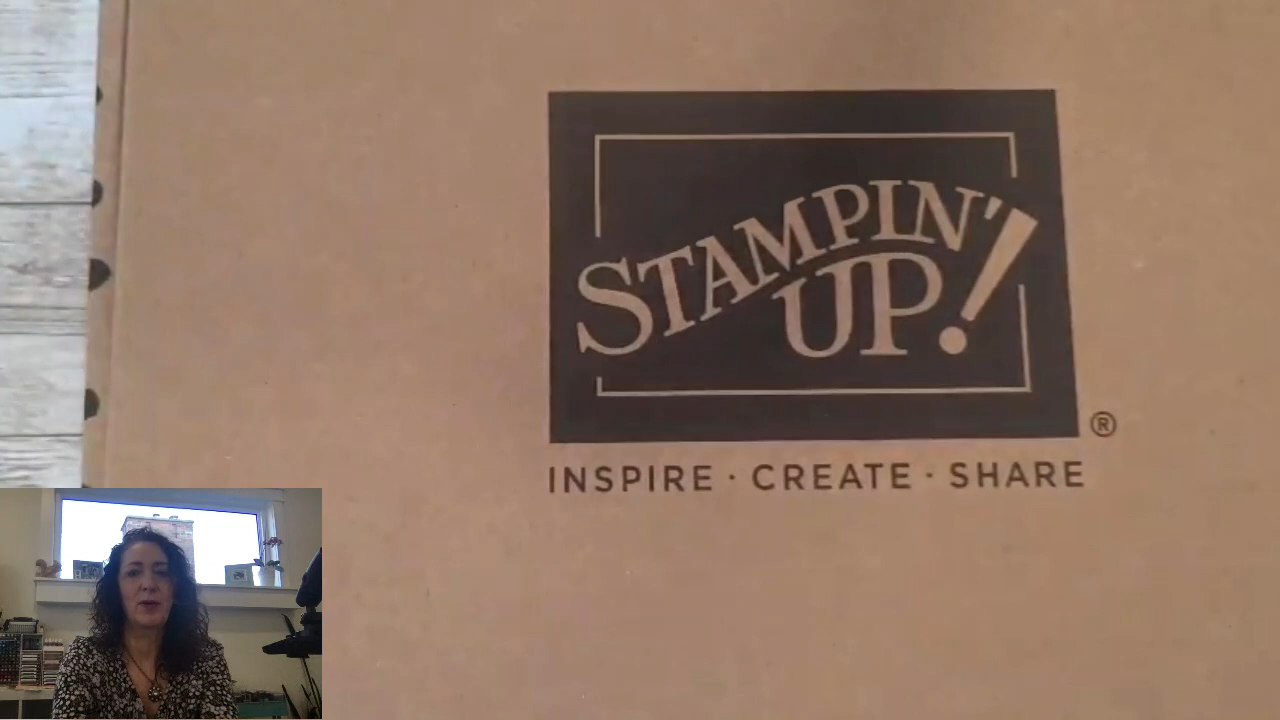 STAMPIN'
UP!
®
INSPIRE · CREATE · SHARE